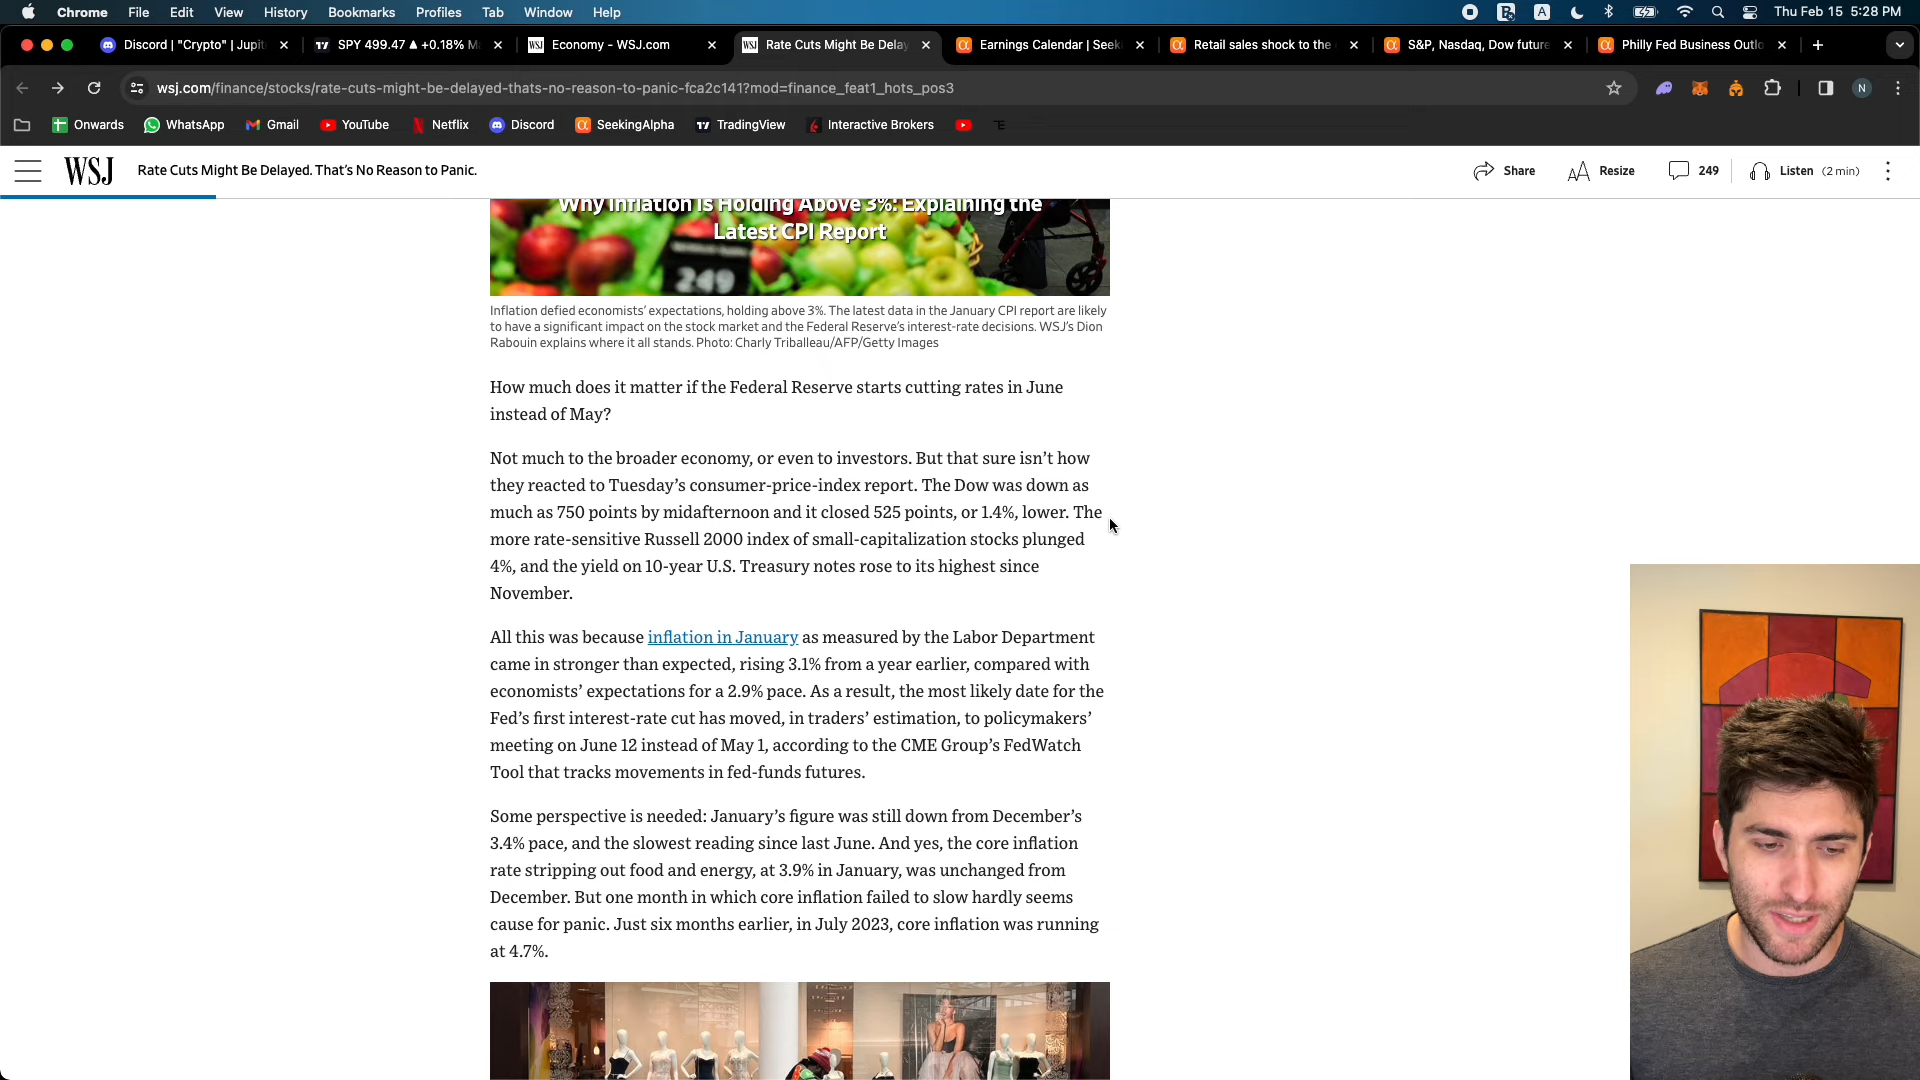 Chrome File Edit View History Bookmarks Profiles Tab Window Help A Thu Feb 15 5:28 PM
Discord | "Crypto" | Jupit SPY 499.47 ▲ +0.18% WSJ Economy - WSJ.com WSJ Rate Cuts Might Be Delay Earnings Calendar | Seek Retail sales shock to the S&P, Nasdaq, Dow future Philly Fed Business Outlo
wsj.com/finance/stocks/rate-cuts-might-be-delayed-thats-no-reason-to-panic-fca2c141?mod=finance_feat1_hots_pos3 N
Onwards WhatsApp Gmail YouTube Netflix Discord SeekingAlpha TradingView Interactive Brokers TE
WSJ Rate Cuts Might Be Delayed. That's No Reason to Panic. Share AA Resize 249 Listen (2 min)
Why Inflation Is Holding Above 3%: Explaining the
Latest CPI Report
249
Inflation defied economists' expectations, holding above 3%. The latest data in the January CPI report are likely
to have a significant impact on the stock market and the Federal Reserve's interest-rate decisions. WSJ's Dion
Rabouin explains where it all stands. Photo: Charly Triballeau/AFP/Getty Images
How much does it matter if the Federal Reserve starts cutting rates in June
instead of May?
Not much to the broader economy, or even to investors. But that sure isn't how
they reacted to Tuesday's consumer-price-index report. The Dow was down as
much as 750 points by midafternoon and it closed 525 points, or 1.4%, lower. The
more rate-sensitive Russell 2000 index of small-capitalization stocks plunged
4%, and the yield on 10-year U.S. Treasury notes rose to its highest since
November.
All this was because inflation in January as measured by the Labor Department
came in stronger than expected, rising 3.1% from a year earlier, compared with
economists' expectations for a 2.9% pace. As a result, the most likely date for the
Fed's first interest-rate cut has moved, in traders' estimation, to policymakers'
meeting on June 12 instead of May 1, according to the CME Group's FedWatch
Tool that tracks movements in fed-funds futures.
Some perspective is needed: January's figure was still down from December's
3.4% pace, and the slowest reading since last June. And yes, the core inflation
rate stripping out food and energy, at 3.9% in January, was unchanged from
December. But one month in which core inflation failed to slow hardly seems
cause for panic. Just six months earlier, in July 2023, core inflation was running
at 4.7%.